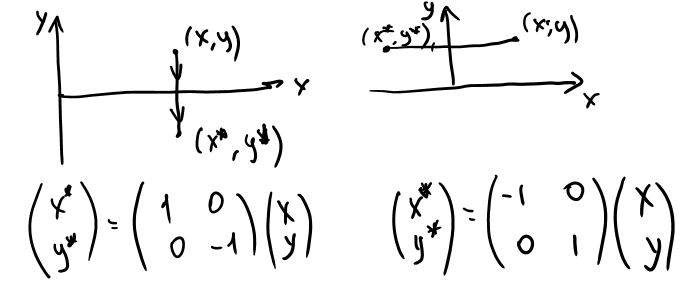 y
(x, y)
x
(x*, y*)
y
(x*, y*)
(x, y)
x
(x* y*) = (1 0 0 -1) (x y)
(x* y*) = (-1 0 0 1) (x y)